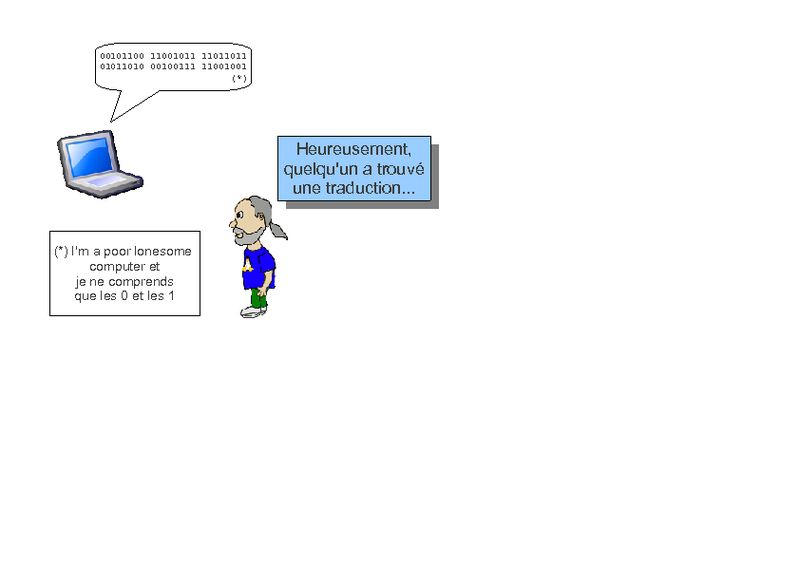 00101100 11001011 11011011
01011010 00100111 11001001
(*)
Heureusement,
quelqu'un a trouvé
une traduction...
(*) I'm a poor lonesome
computer et
je ne comprends
que les 0 et les 1